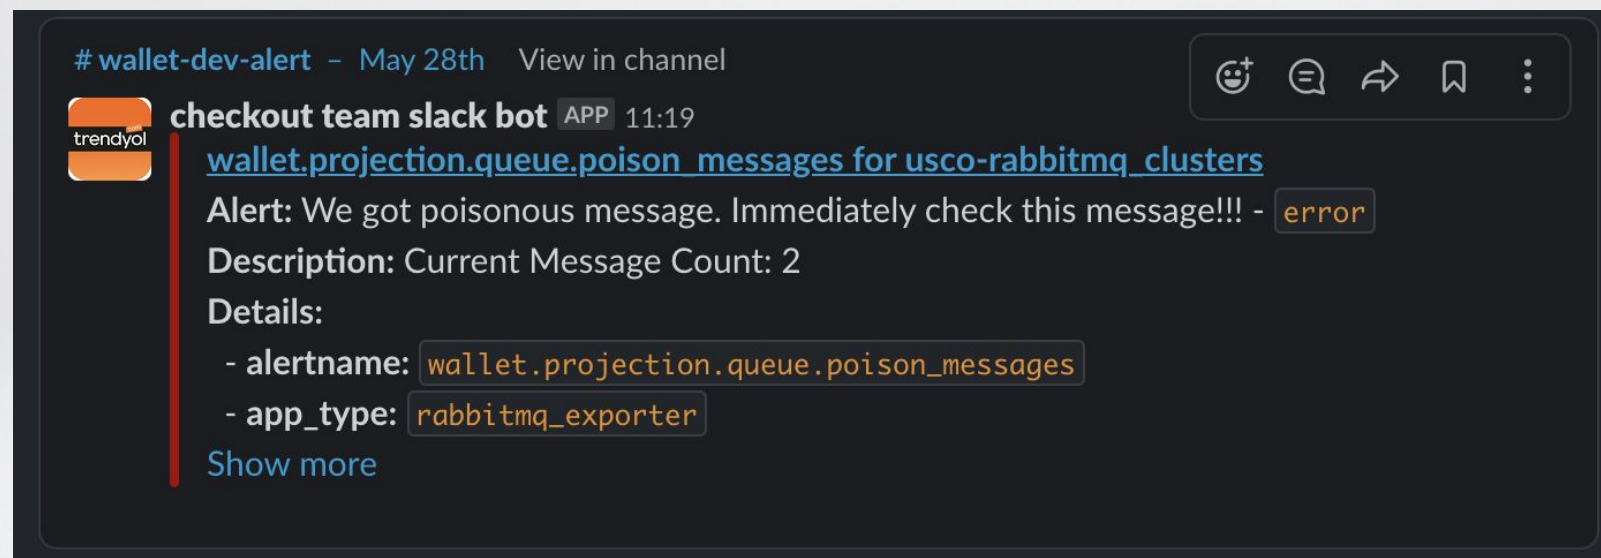 # wallet-dev-alert – May 28th View in channel
trendyol.com
checkout team slack bot APP 11:19
wallet.projection.queue.poison_messages for usco-rabbitmq_clusters
Alert: We got poisonous message. Immediately check this message!!! - error
Description: Current Message Count: 2
Details:
- alertname: wallet.projection.queue.poison_messages
- app_type: rabbitmq_exporter
Show more